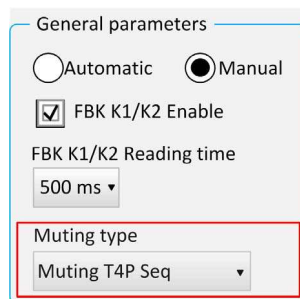 General parameters
Automatic Manual
FBK K1/K2 Enable
FBK K1/K2 Reading time
500 ms
Muting type
Muting T4P Seq